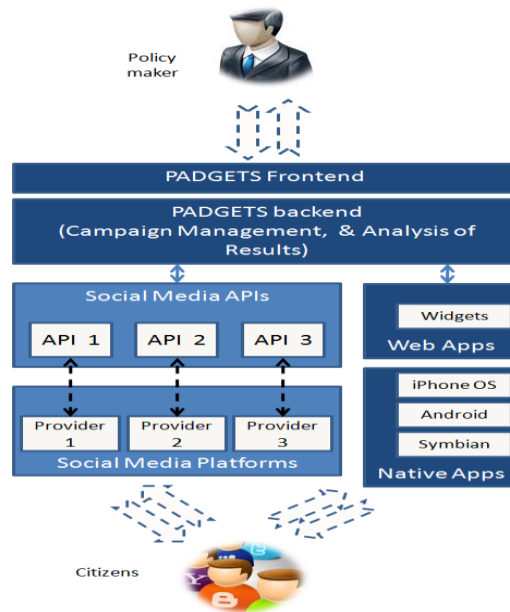 Policy
maker
PADGETS Frontend
PADGETS backend
(Campaign Management, & Analysis of
Results)
Social Media APIs
API 1
API 2
API 3
Provider
1
Provider
2
Provider
3
Social Media Platforms
Widgets
Web Apps
iPhone OS
Android
Symbian
Native Apps
Citizens